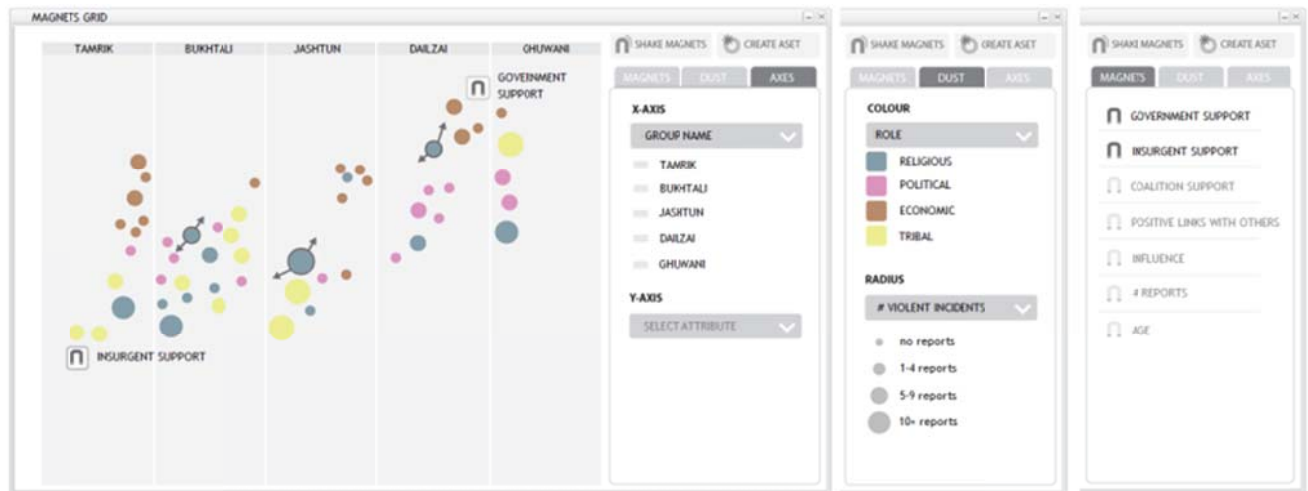 MAGNETS GRID
TAMRIK
BUKHTALI
JASHTUN
DAILZAI
GHUWANI
GOVERNMENT
SUPPORT
INSURGENT SUPPORT
SHAKE MAGNETS
CREATE ASET
MAGNETS
DUST
AXES
X-AXIS
GROUP NAME
TAMRIK
BUKHTALI
JASHTUN
DAILZAI
GHUWANI
Y-AXIS
SELECT ATTRIBUTE
SHAKE MAGNETS
CREATE ASET
MAGNETS
DUST
AXES
COLOUR
ROLE
RELIGIOUS
POLITICAL
ECONOMIC
TRIBAL
RADIUS
# VIOLENT INCIDENTS
no reports
1-4 reports
5-9 reports
10+ reports
SHAKE MAGNETS
CREATE ASET
MAGNETS
DUST
AXES
GOVERNMENT SUPPORT
INSURGENT SUPPORT
COALITION SUPPORT
POSITIVE LINKS WITH OTHERS
INFLUENCE
# REPORTS
AGE